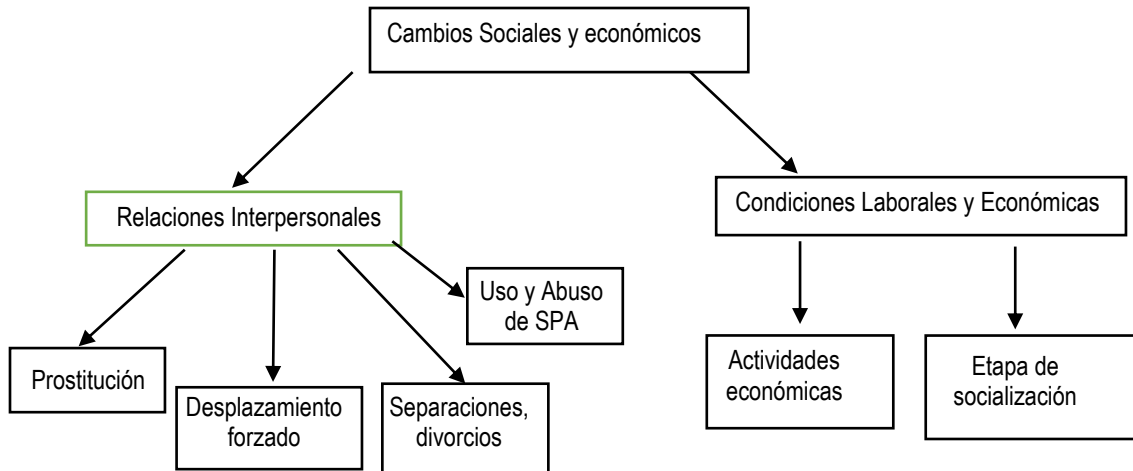 Cambios Sociales y económicos
Relaciones Interpersonales
Condiciones Laborales y Económicas
Uso y Abuso
de SPA
Prostitución
Desplazamiento
forzado
Separaciones,
divorcios
Actividades
económicas
Etapa de
socialización